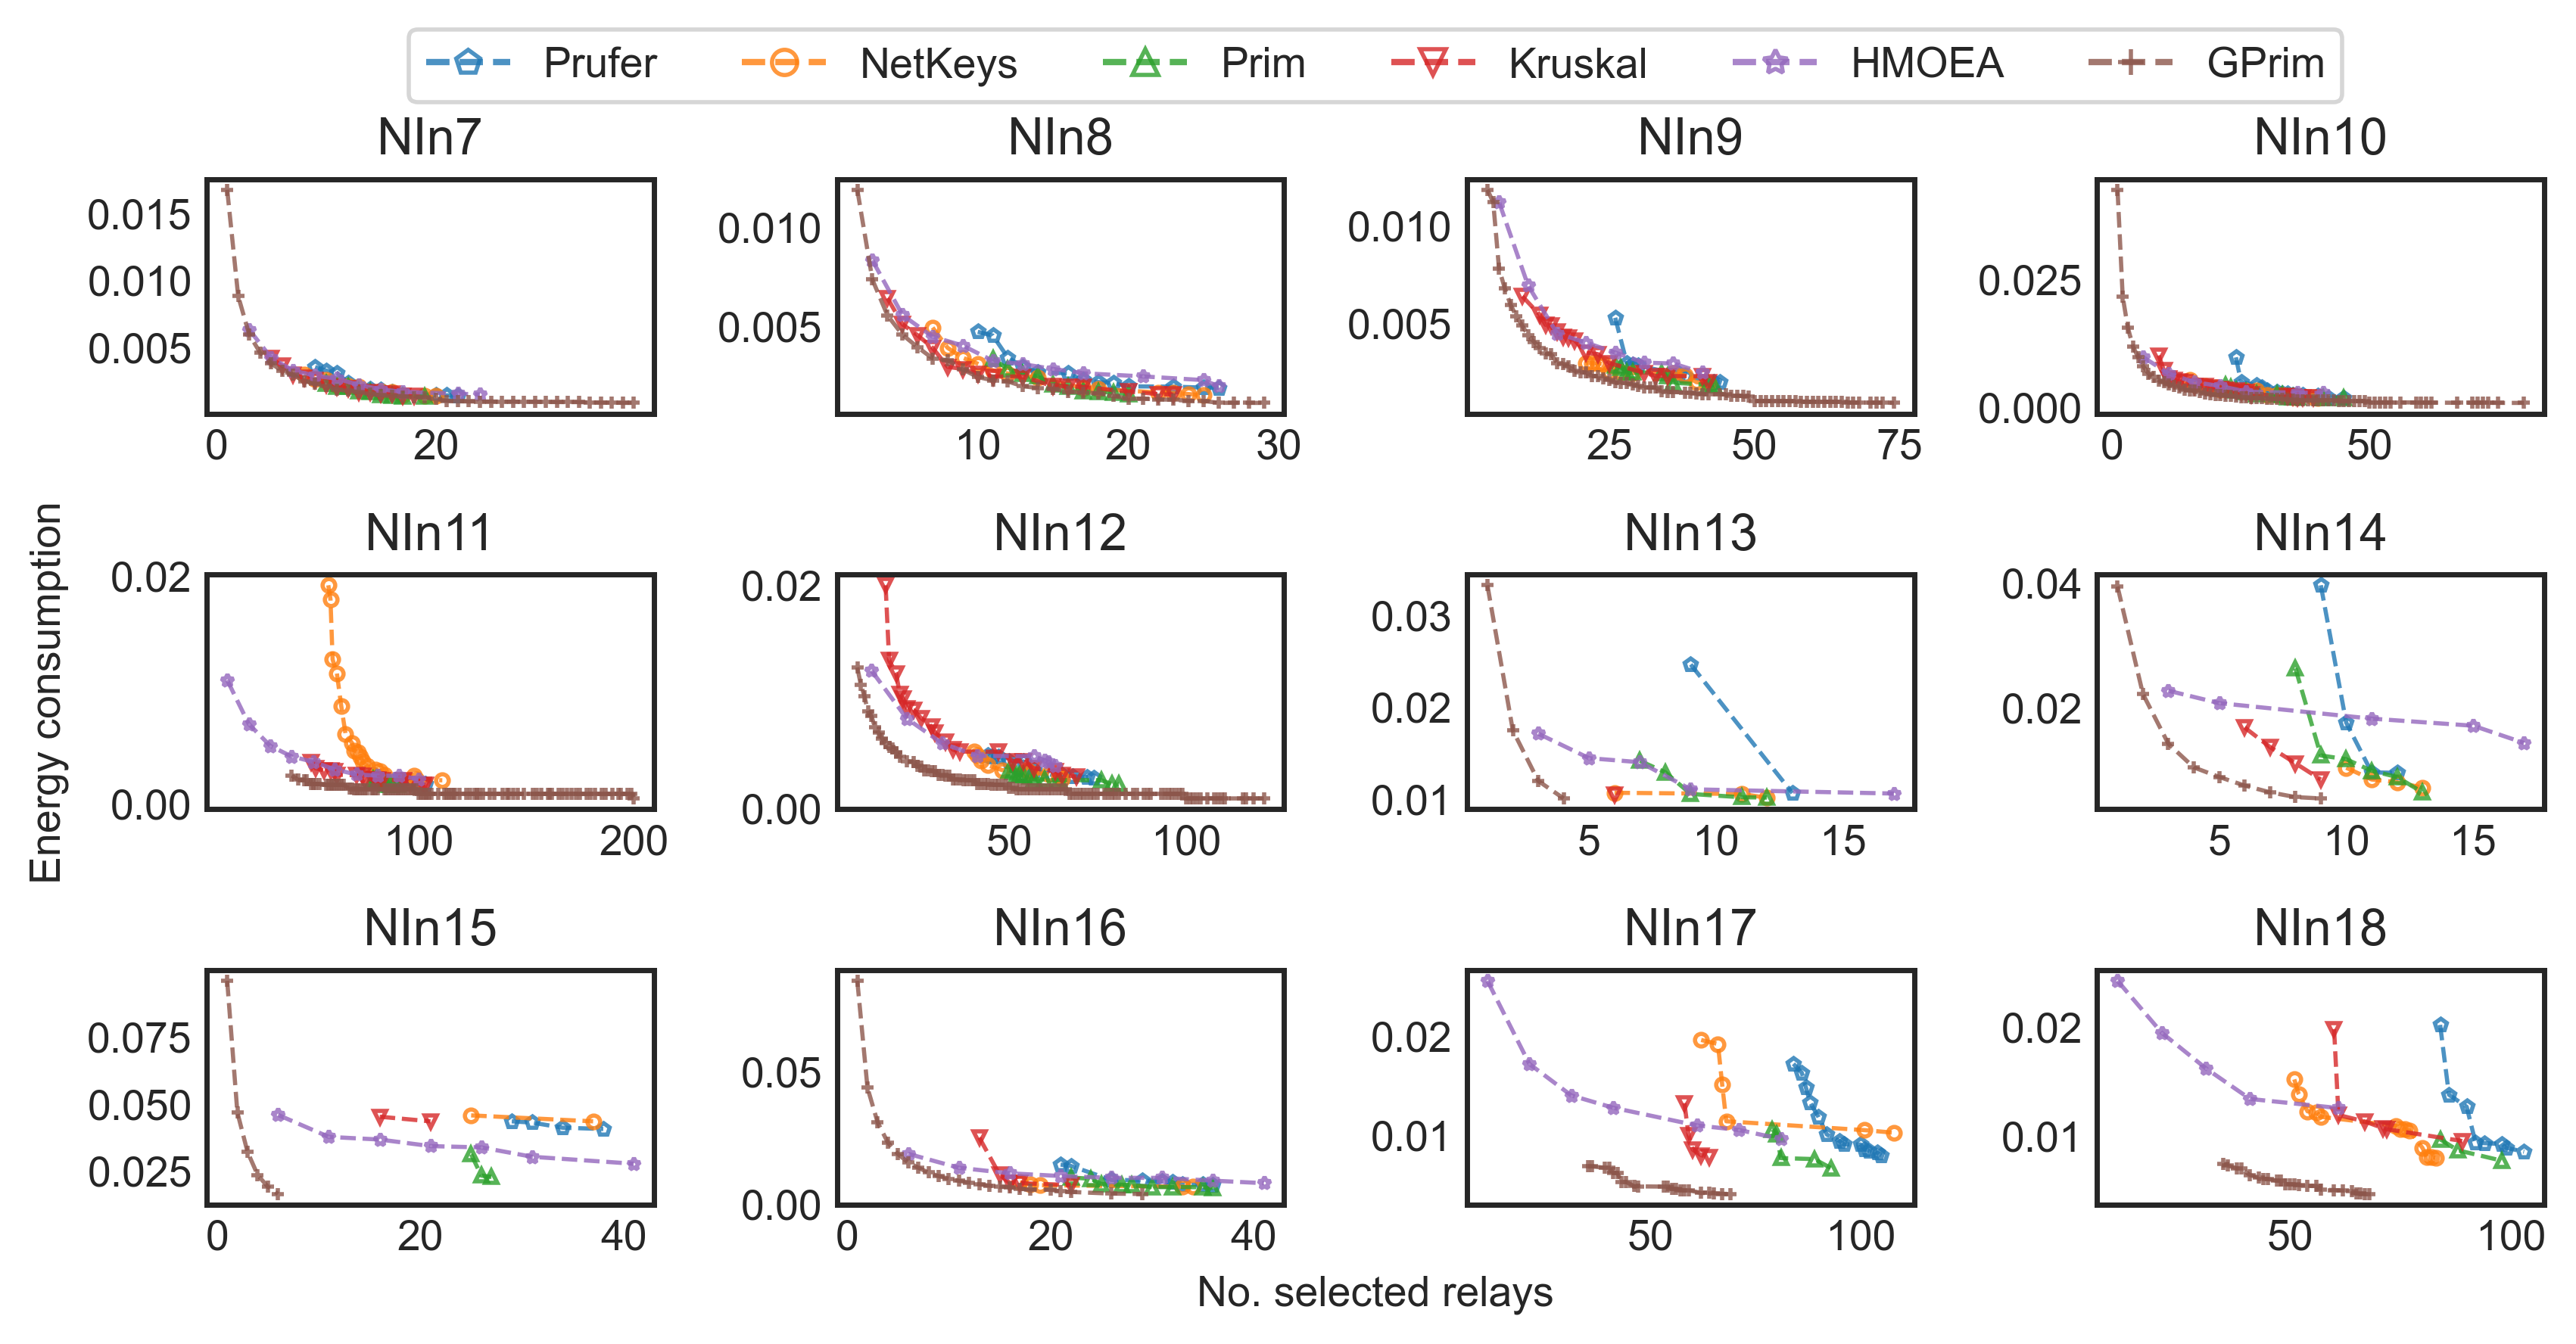 Prufer NetKeys Prim Kruskal HMOEA GPrim
NIn7 NIn8 NIn9 NIn10
0.015 0.010 0.005
0 20
0.010 0.005
10 20 30
0.010 0.005
25 50 75
0.025 0.000
0 50
Energy consumption
NIn11 NIn12 NIn13 NIn14
0.02 0.00
100 200
0.02 0.00
50 100
0.03 0.02 0.01
5 10 15
0.04 0.02
5 10 15
NIn15 NIn16 NIn17 NIn18
0.075 0.050 0.025
0 20 40
0.05 0.00
0 20 40
0.02 0.01
50 100
0.02 0.01
50 100
No. selected relays